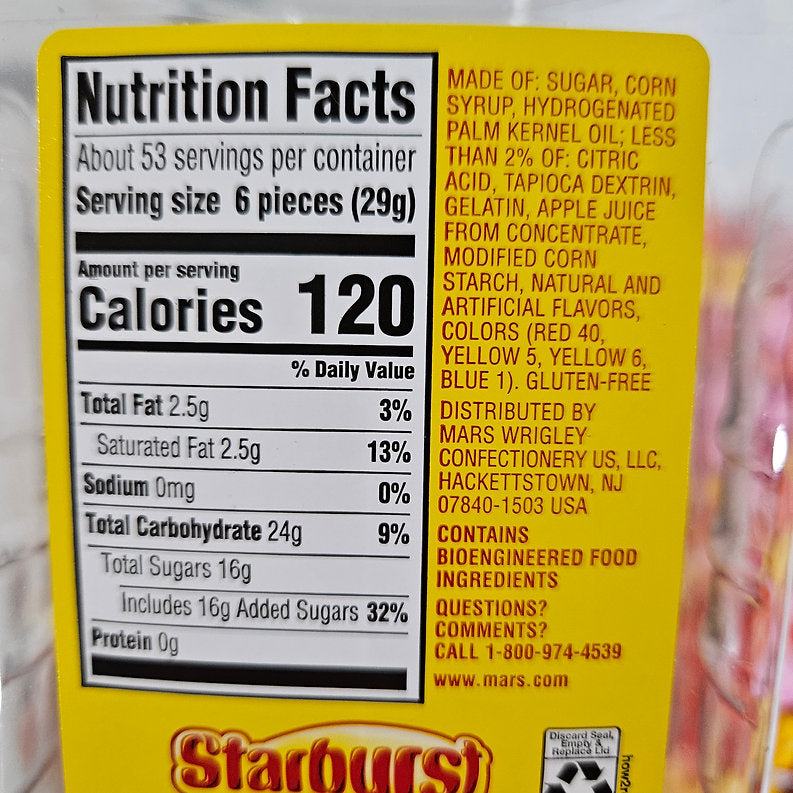 Nutrition Facts
About 53 servings per container
Serving size 6 pieces (29g)
Amount per serving
Calories 120
% Daily Value
Total Fat 2.5g 3%
Saturated Fat 2.5g 13%
Sodium 0mg 0%
Total Carbohydrate 24g 9%
Total Sugars 16g
Includes 16g Added Sugars 32%
Protein 0g
MADE OF: SUGAR, CORN
SYRUP, HYDROGENATED
PALM KERNEL OIL; LESS
THAN 2% OF: CITRIC
ACID, TAPIOCA DEXTRIN,
GELATIN, APPLE JUICE
FROM CONCENTRATE,
MODIFIED CORN
STARCH, NATURAL AND
ARTIFICIAL FLAVORS,
COLORS (RED 40,
YELLOW 5, YELLOW 6,
BLUE 1). GLUTEN-FREE
DISTRIBUTED BY
MARS WRIGLEY
CONFECTIONERY US, LLC,
HACKETTSTOWN, NJ
07840-1503 USA
CONTAINS
BIOENGINEERED FOOD
INGREDIENTS
QUESTIONS?
COMMENTS?
CALL 1-800-974-4539
www.mars.com
Starburst
Discard Seal,
Empty &
Replace Lid